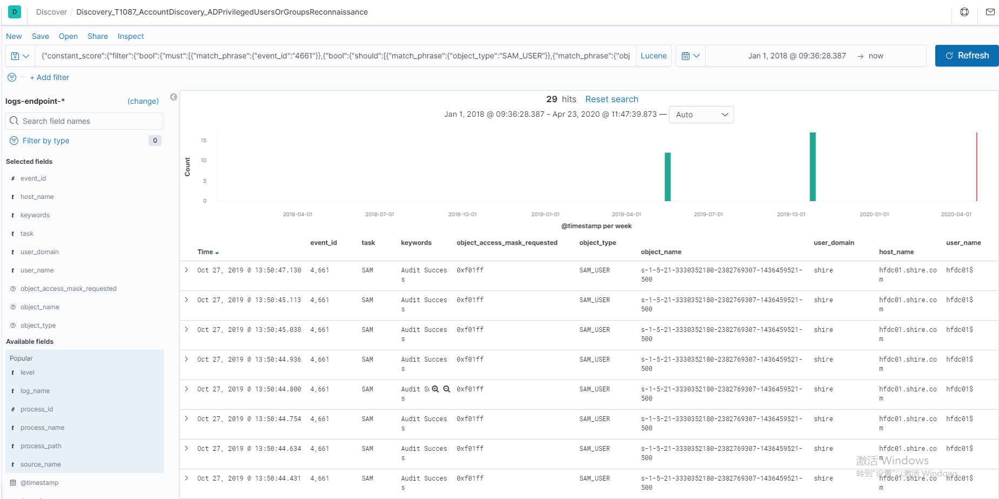 D Discover / Discovery_T1087_AccountDiscovery_ADPrivilegedUsersOrGroupsReconnaissance
New Save Open Share Inspect
{"constant_score":{"filter":{"bool":{"must":[{"match_phrase":{"event_id":"4661"}},{"bool":{"should":[{"match_phrase":{"object_type":"SAM_USER"}},{"match_phrase":{"obj Lucene Jan 1, 2018 @ 09:36:28.387 → now Refresh
+ Add filter
logs-endpoint-* (change)
Search field names
Filter by type 0
Selected fields
# event_id
t host_name
t keywords
t task
t user_domain
t user_name
? object_access_mask_requested
? object_name
? object_type
Available fields
Popular
t level
t log_name
# process_id
t process_name
t process_path
t source_name
@timestamp
29 hits Reset search
Jan 1, 2018 @ 09:36:28.387 - Apr 23, 2020 @ 11:47:39.873 — Auto
Count
15
10
5
0
2018-04-01 2018-07-01 2018-10-01 2019-01-01 2019-04-01 2019-07-01 2019-10-01 2020-01-01 2020-04-01
@timestamp per week
Time event_id task keywords object_access_mask_requested object_type object_name user_domain host_name user_name
Oct 27, 2019 @ 13:50:47.130 4,661 SAM Audit Succes 0xf01ff SAM_USER s-1-5-21-3330352180-2382769307-1436459521- shire hfdc01.shire.co hfdc01$
s 500 m
Oct 27, 2019 @ 13:50:45.113 4,661 SAM Audit Succes 0xf01ff SAM_USER s-1-5-21-3330352180-2382769307-1436459521- shire hfdc01.shire.co hfdc01$
s 500 m
Oct 27, 2019 @ 13:50:45.038 4,661 SAM Audit Succes 0xf01ff SAM_USER s-1-5-21-3330352180-2382769307-1436459521- shire hfdc01.shire.co hfdc01$
s 500 m
Oct 27, 2019 @ 13:50:44.936 4,661 SAM Audit Succes 0xf01ff SAM_USER s-1-5-21-3330352180-2382769307-1436459521- shire hfdc01.shire.co hfdc01$
s 500 m
Oct 27, 2019 @ 13:50:44.800 4,661 SAM Audit 0xf01ff SAM_USER s-1-5-21-3330352180-2382769307-1436459521- shire hfdc01.shire.co hfdc01$
s 500 m
Oct 27, 2019 @ 13:50:44.754 4,661 SAM Audit Succes 0xf01ff SAM_USER s-1-5-21-3330352180-2382769307-1436459521- shire hfdc01.shire.co hfdc01$
s 500 m
Oct 27, 2019 @ 13:50:44.634 4,661 SAM Audit Succes 0xf01ff SAM_USER s-1-5-21-3330352180-2382769307-1436459521- shire hfdc01.shire.co hfdc01$
s 500 m
激活 Windows
转到"设置"以激活 Windows。
Oct 27, 2019 @ 13:50:44.431 4,661 SAM Audit Succes 0xf01ff SAM_USER s-1-5-21-3330352180-2382769307-1436459521- shire hfdc01.shire.co hfdc01$
s 500 m